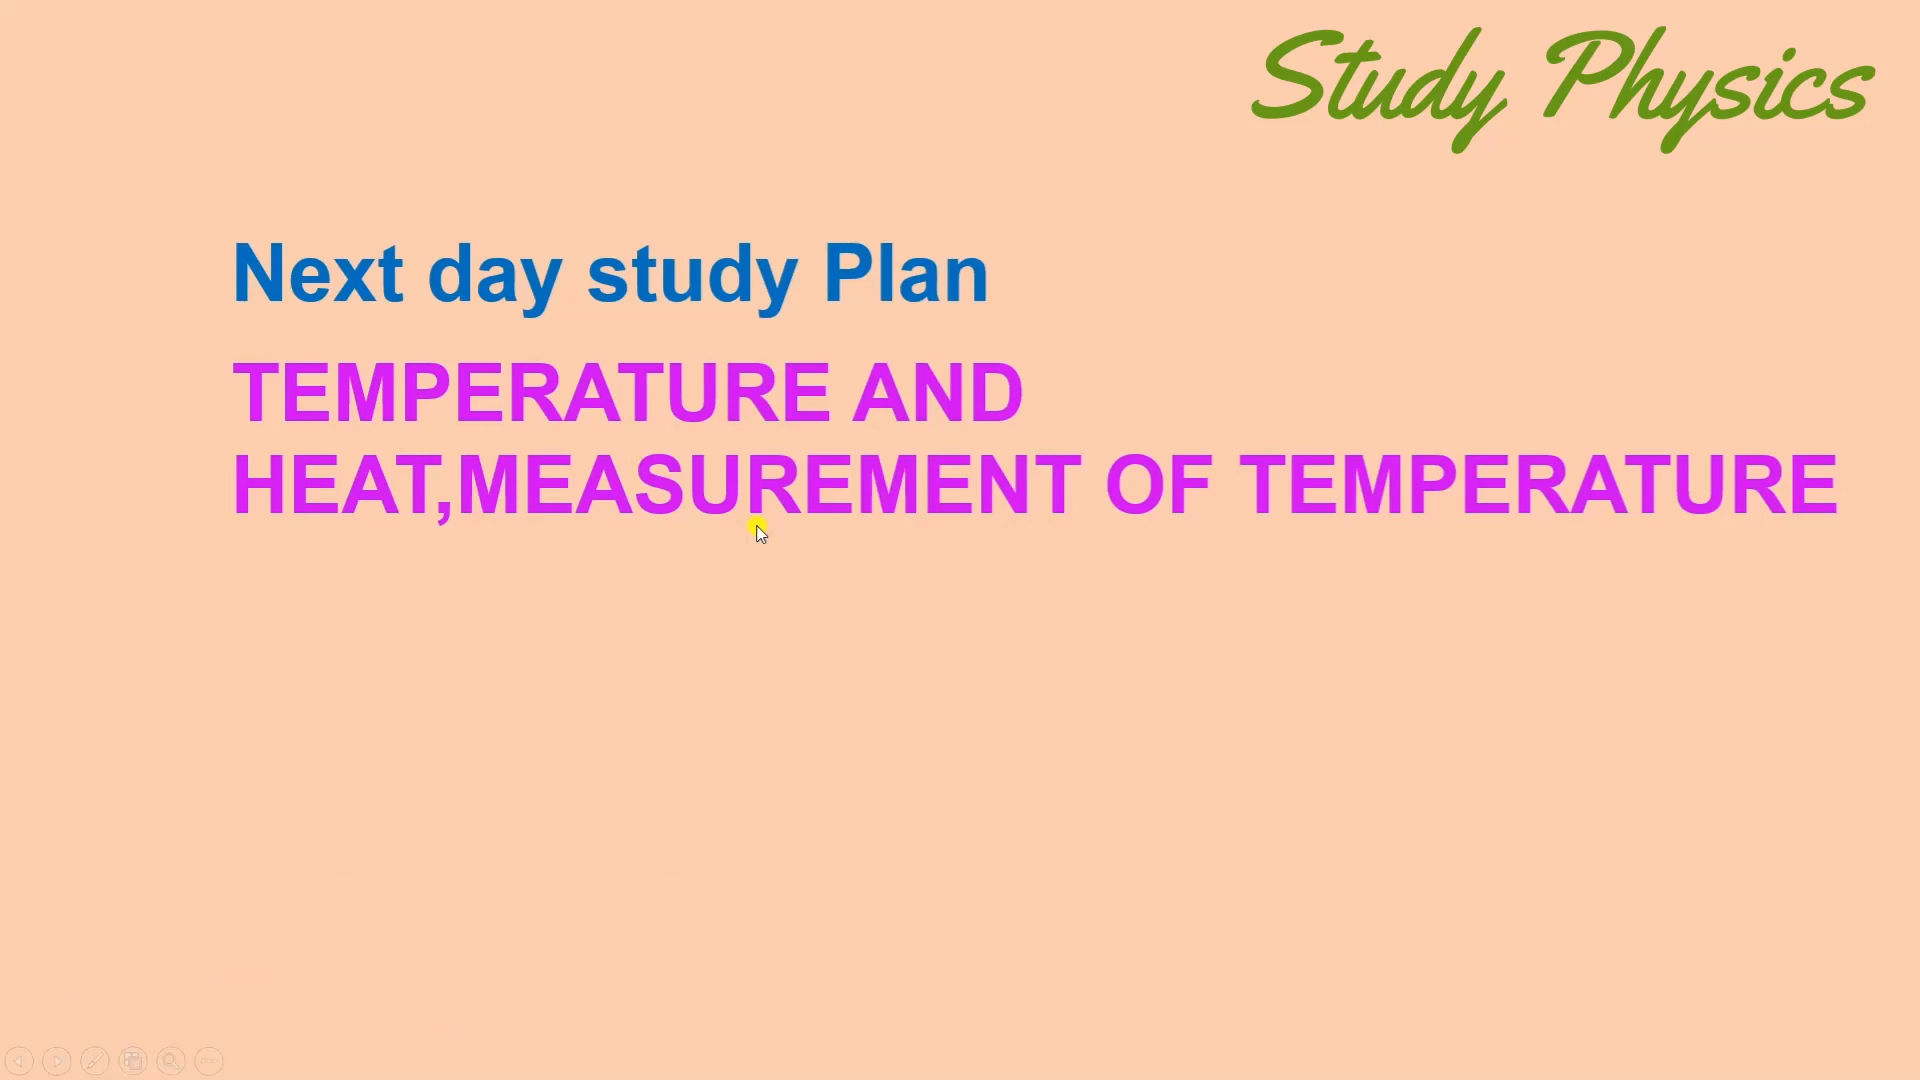 Study Physics
Next day study Plan
TEMPERATURE AND
HEAT,MEASUREMENT OF TEMPERATURE